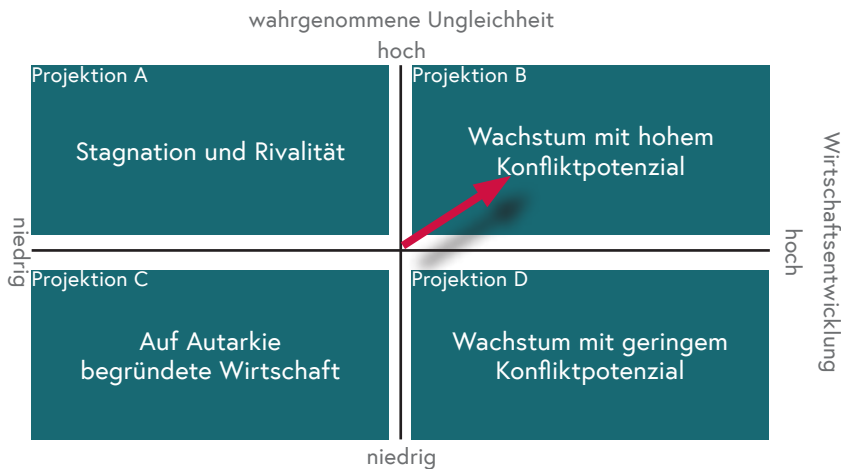 wahrgenommene Ungleichheit
hoch
Projektion A
Stagnation und Rivalität
Projektion B
Wachstum mit hohem
Konfliktpotenzial
niedrig
hoch
Wirtschaftsentwicklung
Projektion C
Auf Autarkie
begründete Wirtschaft
Projektion D
Wachstum mit geringem
Konfliktpotenzial
niedrig